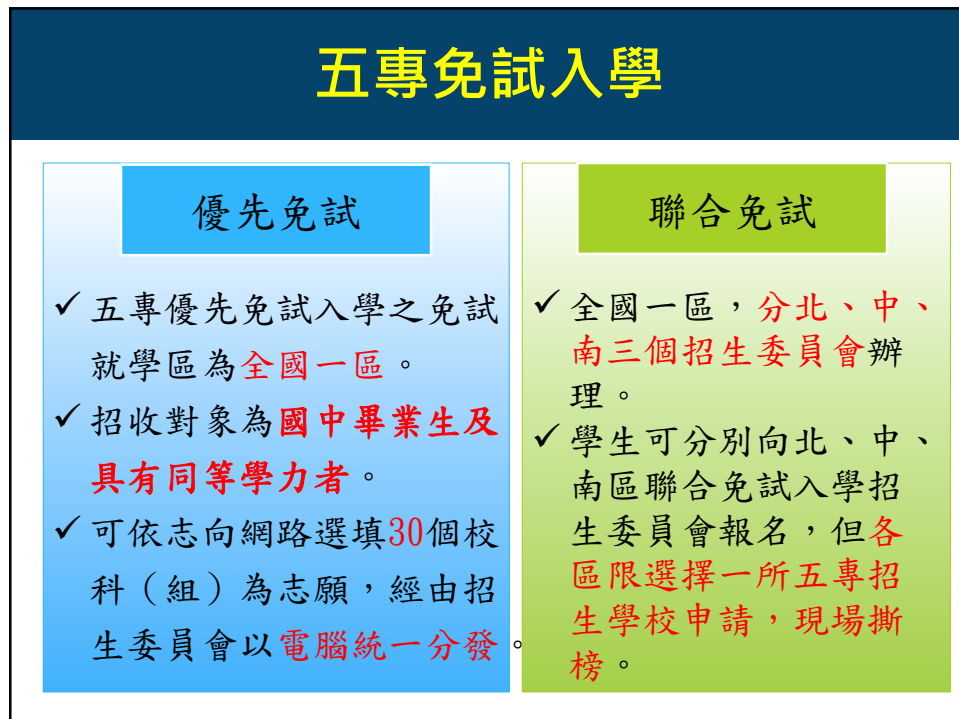 五專免試入學
優先免試
✓五專優先免試入學之免試
就學區為全國一區。
✓招收對象為國中畢業生及
具有同等學力者。
✓可依志向網路選填30個校
科（組）為志願，經由招
生委員會以電腦統一分發。
聯合免試
✓全國一區，分北、中、
南三個招生委員會辦
理。
✓學生可分別向北、中、
南區聯合免試入學招
生委員會報名，但各
區限選擇一所五專招
生學校申請，現場撕
榜。